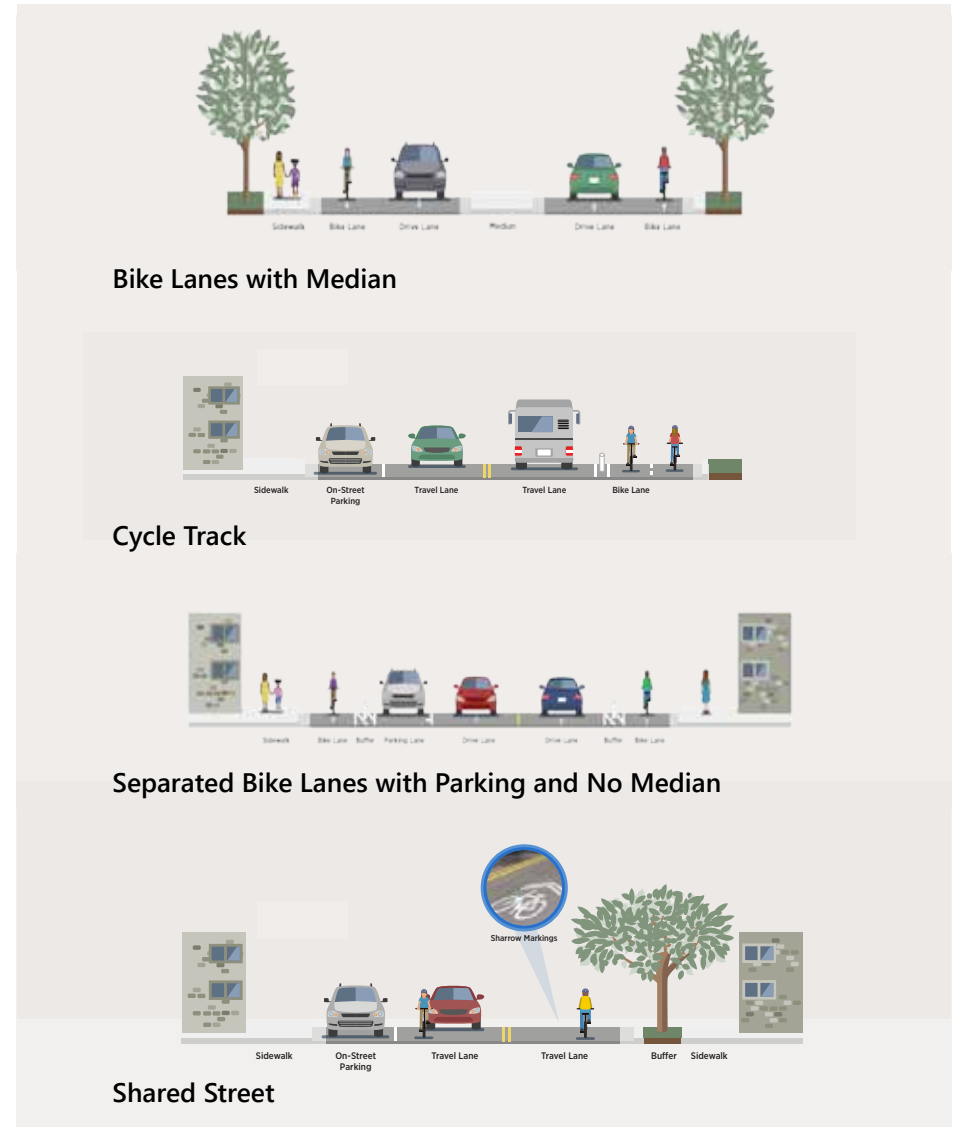 Sidewalk Bike Lane Drive Lane Median Drive Lane Bike Lane
Bike Lanes with Median
Sidewalk On-Street Travel Lane Travel Lane Bike Lane
Parking
Cycle Track
Sidewalk Bike Lane Buffer Parking Lane Drive Lane Drive Lane Buffer Bike Lane
Separated Bike Lanes with Parking and No Median
Sharrow Markings
Sidewalk On-Street Travel Lane Travel Lane Buffer Sidewalk
Parking
Shared Street